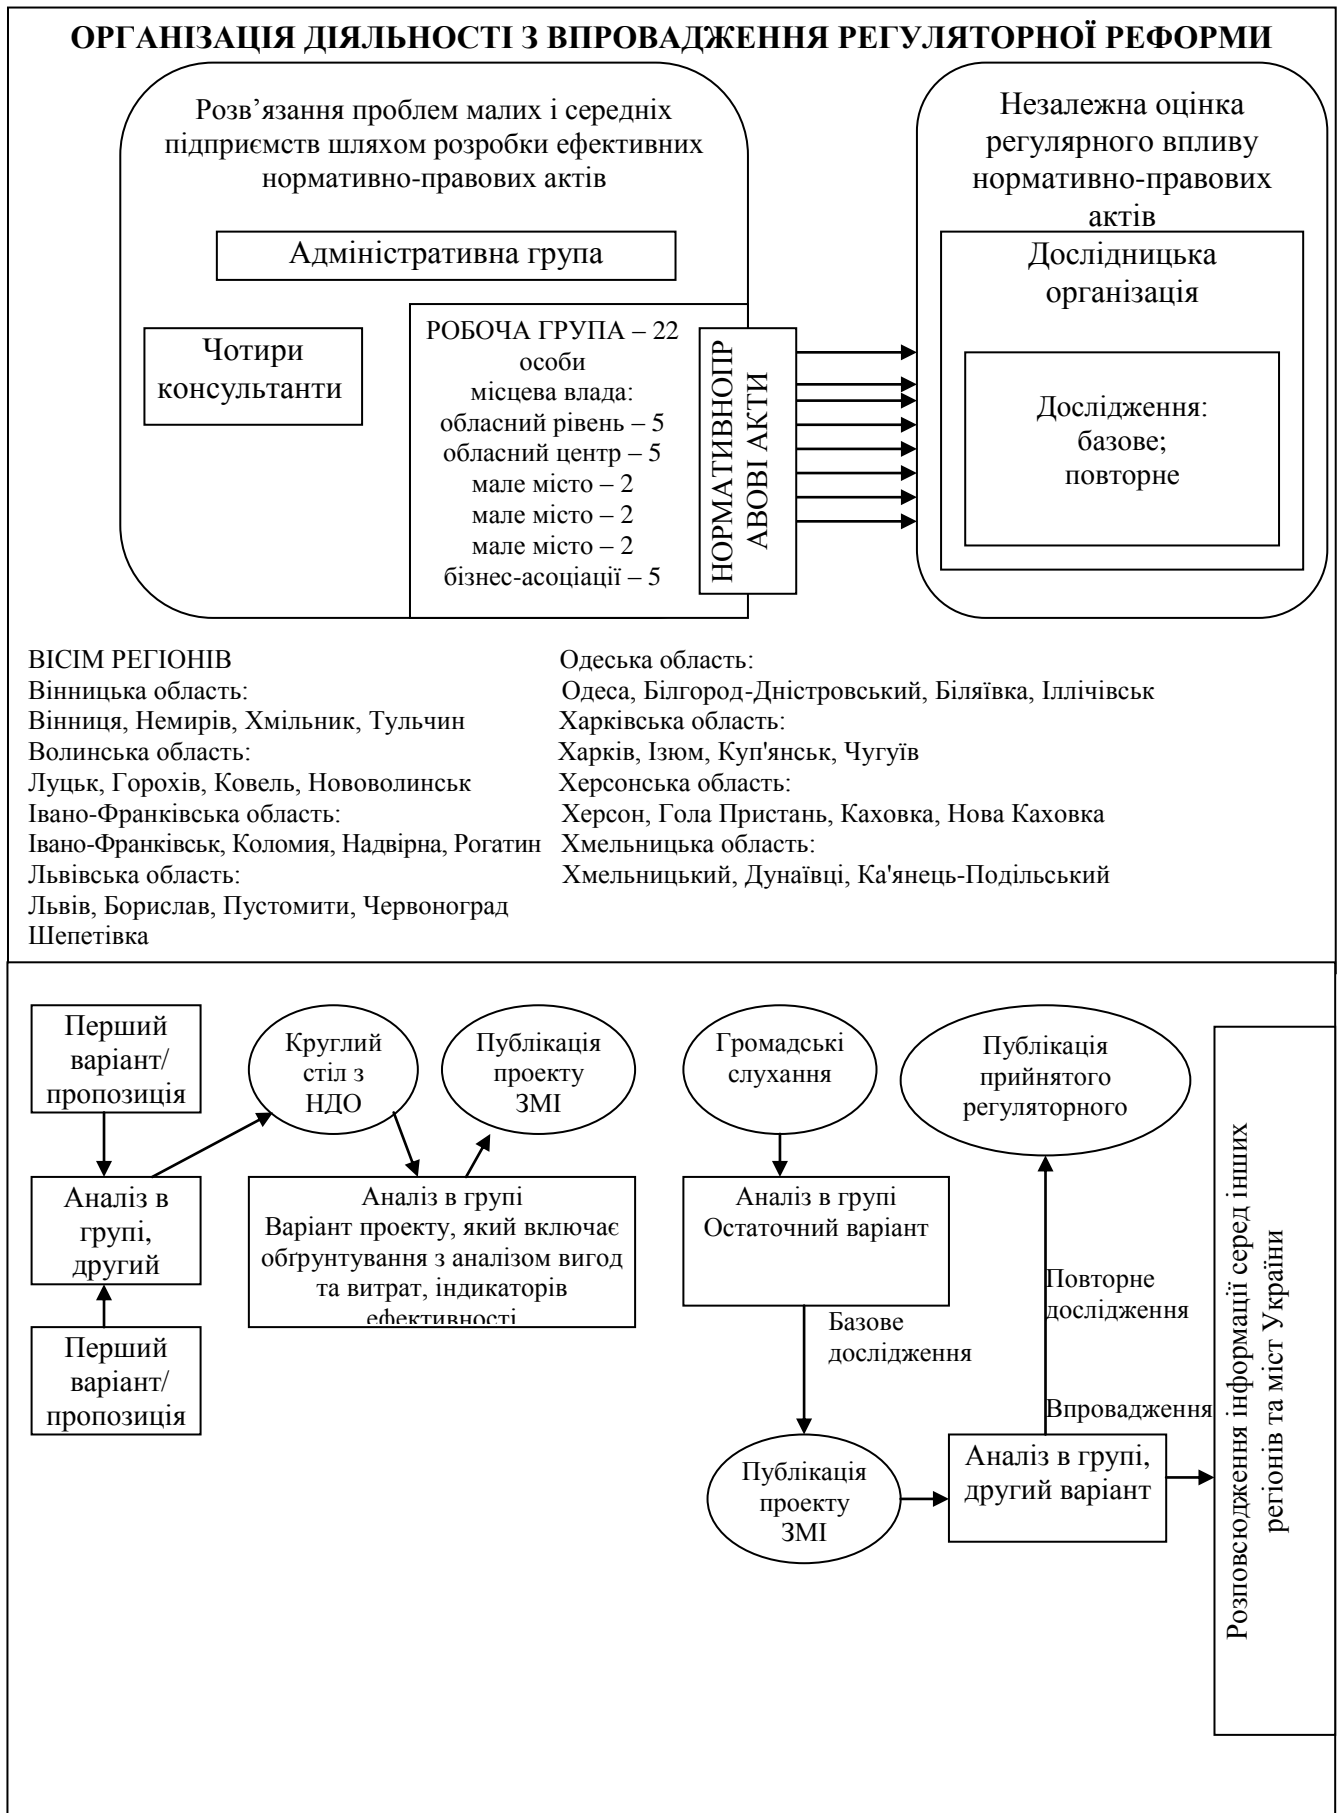 ОРГАНІЗАЦІЯ ДІЯЛЬНОСТІ З ВПРОВАДЖЕННЯ РЕГУЛЯТОРНОЇ РЕФОРМИ
Розв’язання проблем малих і середніх
підприємств шляхом розробки ефективних
нормативно-правових актів
Адміністративна група
Чотири
консультанти
РОБОЧА ГРУПА – 22
особи
місцева влада:
обласний рівень – 5
обласний центр – 5
мале місто – 2
мале місто – 2
мале місто – 2
бізнес-асоціації – 5
НОРМАТИВНОПР
АВОВІ АКТИ
Незалежна оцінка
регулярного впливу
нормативно-правових
актів
Дослідницька
організація
Дослідження:
базове;
повторне
ВІСІМ РЕГІОНІВ
Вінницька область:
Вінниця, Немирів, Хмільник, Тульчин
Волинська область:
Луцьк, Горохів, Ковель, Нововолинськ
Івано-Франківська область:
Івано-Франківськ, Коломия, Надвірна, Рогатин
Львівська область:
Львів, Борислав, Пустомити, Червоноград
Шепетівка
Одеська область:
Одеса, Білгород-Дністровський, Біляївка, Іллічівськ
Харківська область:
Харків, Ізюм, Куп'янськ, Чугуїв
Херсонська область:
Херсон, Гола Пристань, Каховка, Нова Каховка
Хмельницька область:
Хмельницький, Дунаївці, Ка'янець-Подільський
Перший
варіант/
пропозиція
Аналіз в
групі,
другий
Перший
варіант/
пропозиція
Круглий
стіл з
НДО
Публікація
проекту
ЗМІ
Аналіз в групі
Варіант проекту, який включає
обґрунтування з аналізом вигод
та витрат, індикаторів
ефективності
Громадські
слухання
Аналіз в групі
Остаточний варіант
Базове
дослідження
Публікація
проекту
ЗМІ
Публікація
прийнятого
регуляторного
Повторне
дослідження
Впровадження
Аналіз в групі,
другий варіант
Розповсюдження інформації серед інших
регіонів та міст України